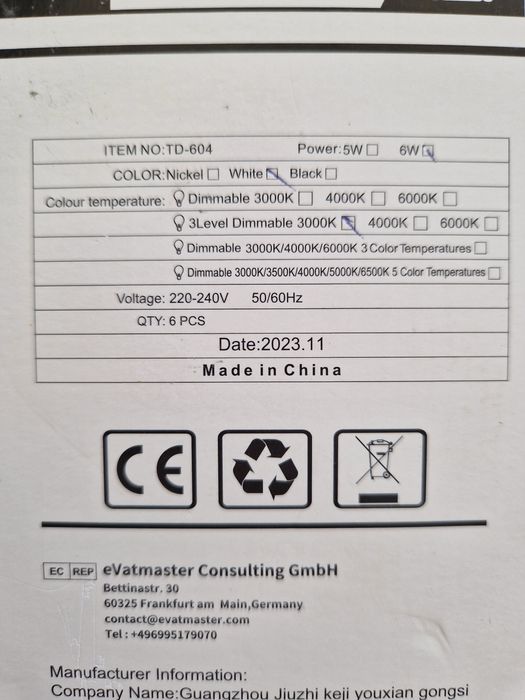 ITEM NO:TD-604 Power:5W 6W
COLOR:Nickel White Black
Colour temperature: Dimmable 3000K 4000K 6000K
3Level Dimmable 3000K 4000K 6000K
Dimmable 3000K/4000K/6000K 3 Color Temperatures
Dimmable 3000K/3500K/4000K/5000K/6500K 5 Color Temperatures
Voltage: 220-240V 50/60Hz
QTY: 6 PCS
Date:2023.11
Made in China
CE
EC REP eVatmaster Consulting GmbH
Bettinastr. 30
60325 Frankfurt am Main,Germany
contact@evatmaster.com
Tel:+496995179070
Manufacturer Information:
Company Name:Guangzhou Jiuzhi keji youxian gongsi